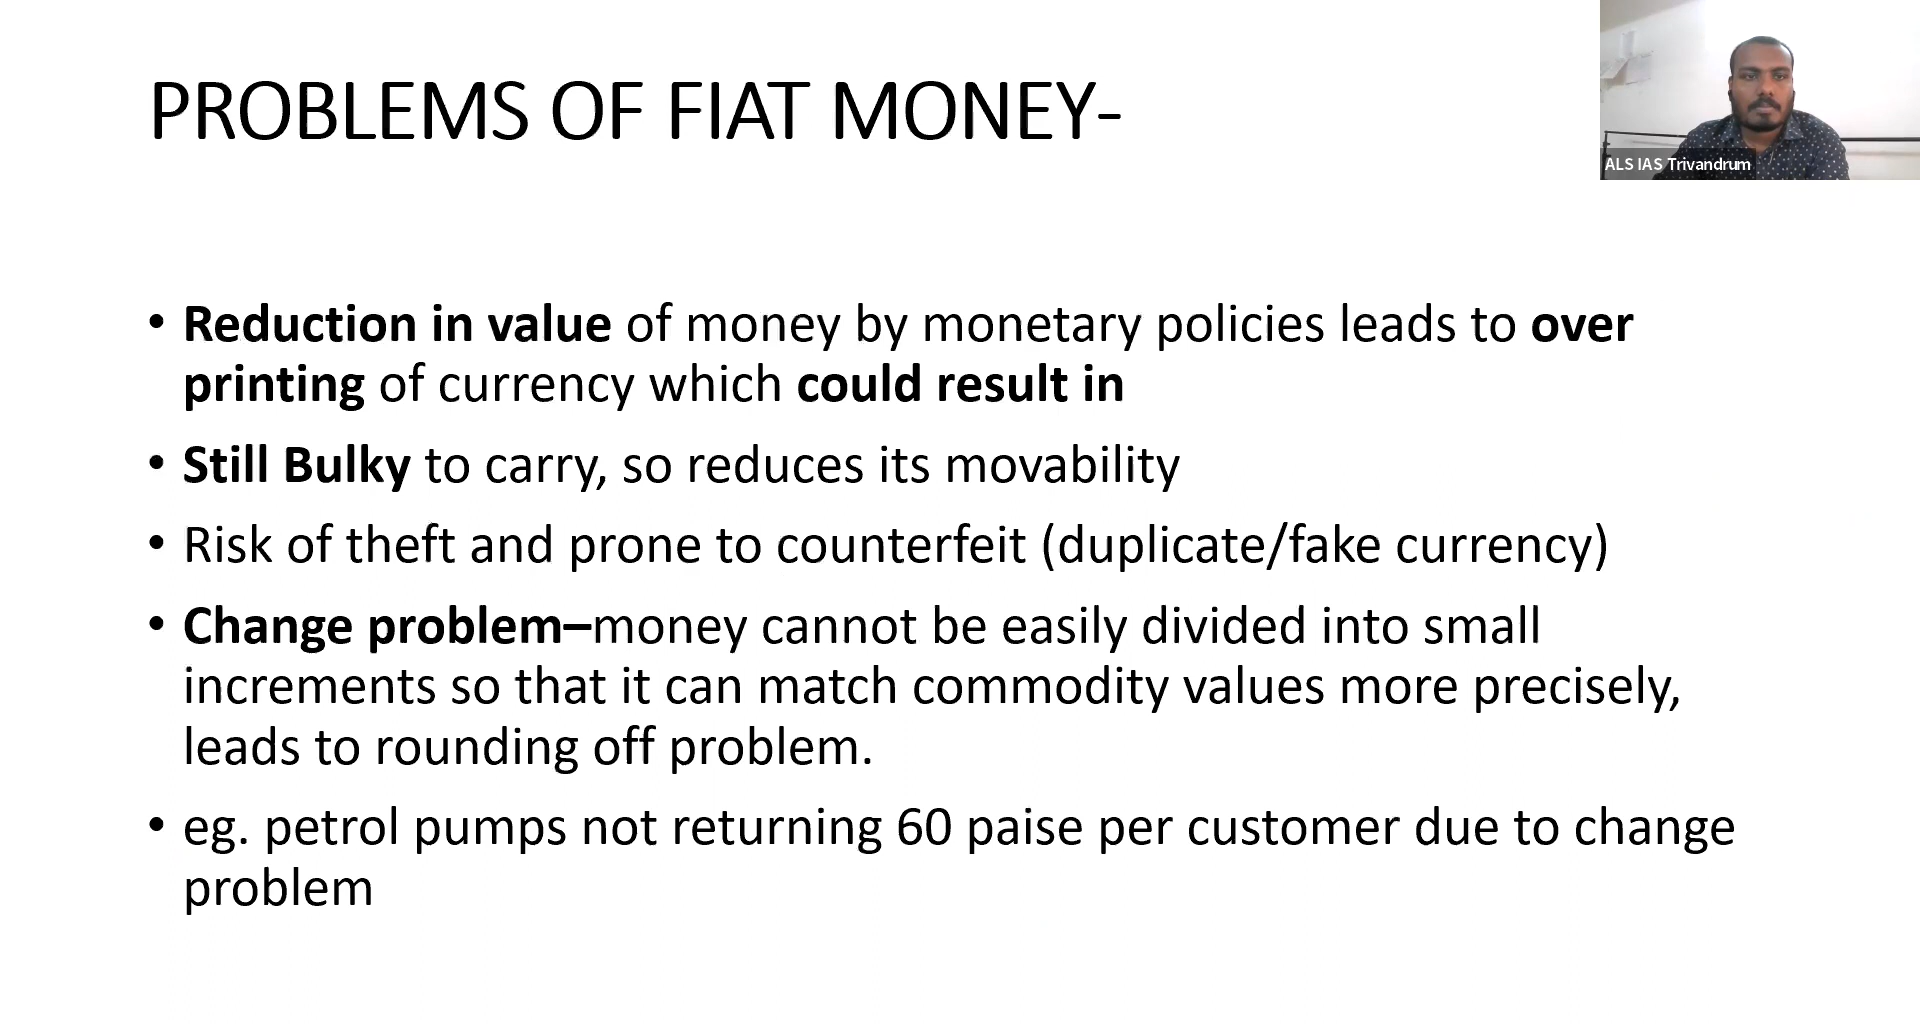 PROBLEMS OF FIAT MONEY-
ALS IAS Trivandrum
• Reduction in value of money by monetary policies leads to over
printing of currency which could result in
• Still Bulky to carry, so reduces its movability
• Risk of theft and prone to counterfeit (duplicate/fake currency)
• Change problem–money cannot be easily divided into small
increments so that it can match commodity values more precisely,
leads to rounding off problem.
• eg. petrol pumps not returning 60 paise per customer due to change
problem